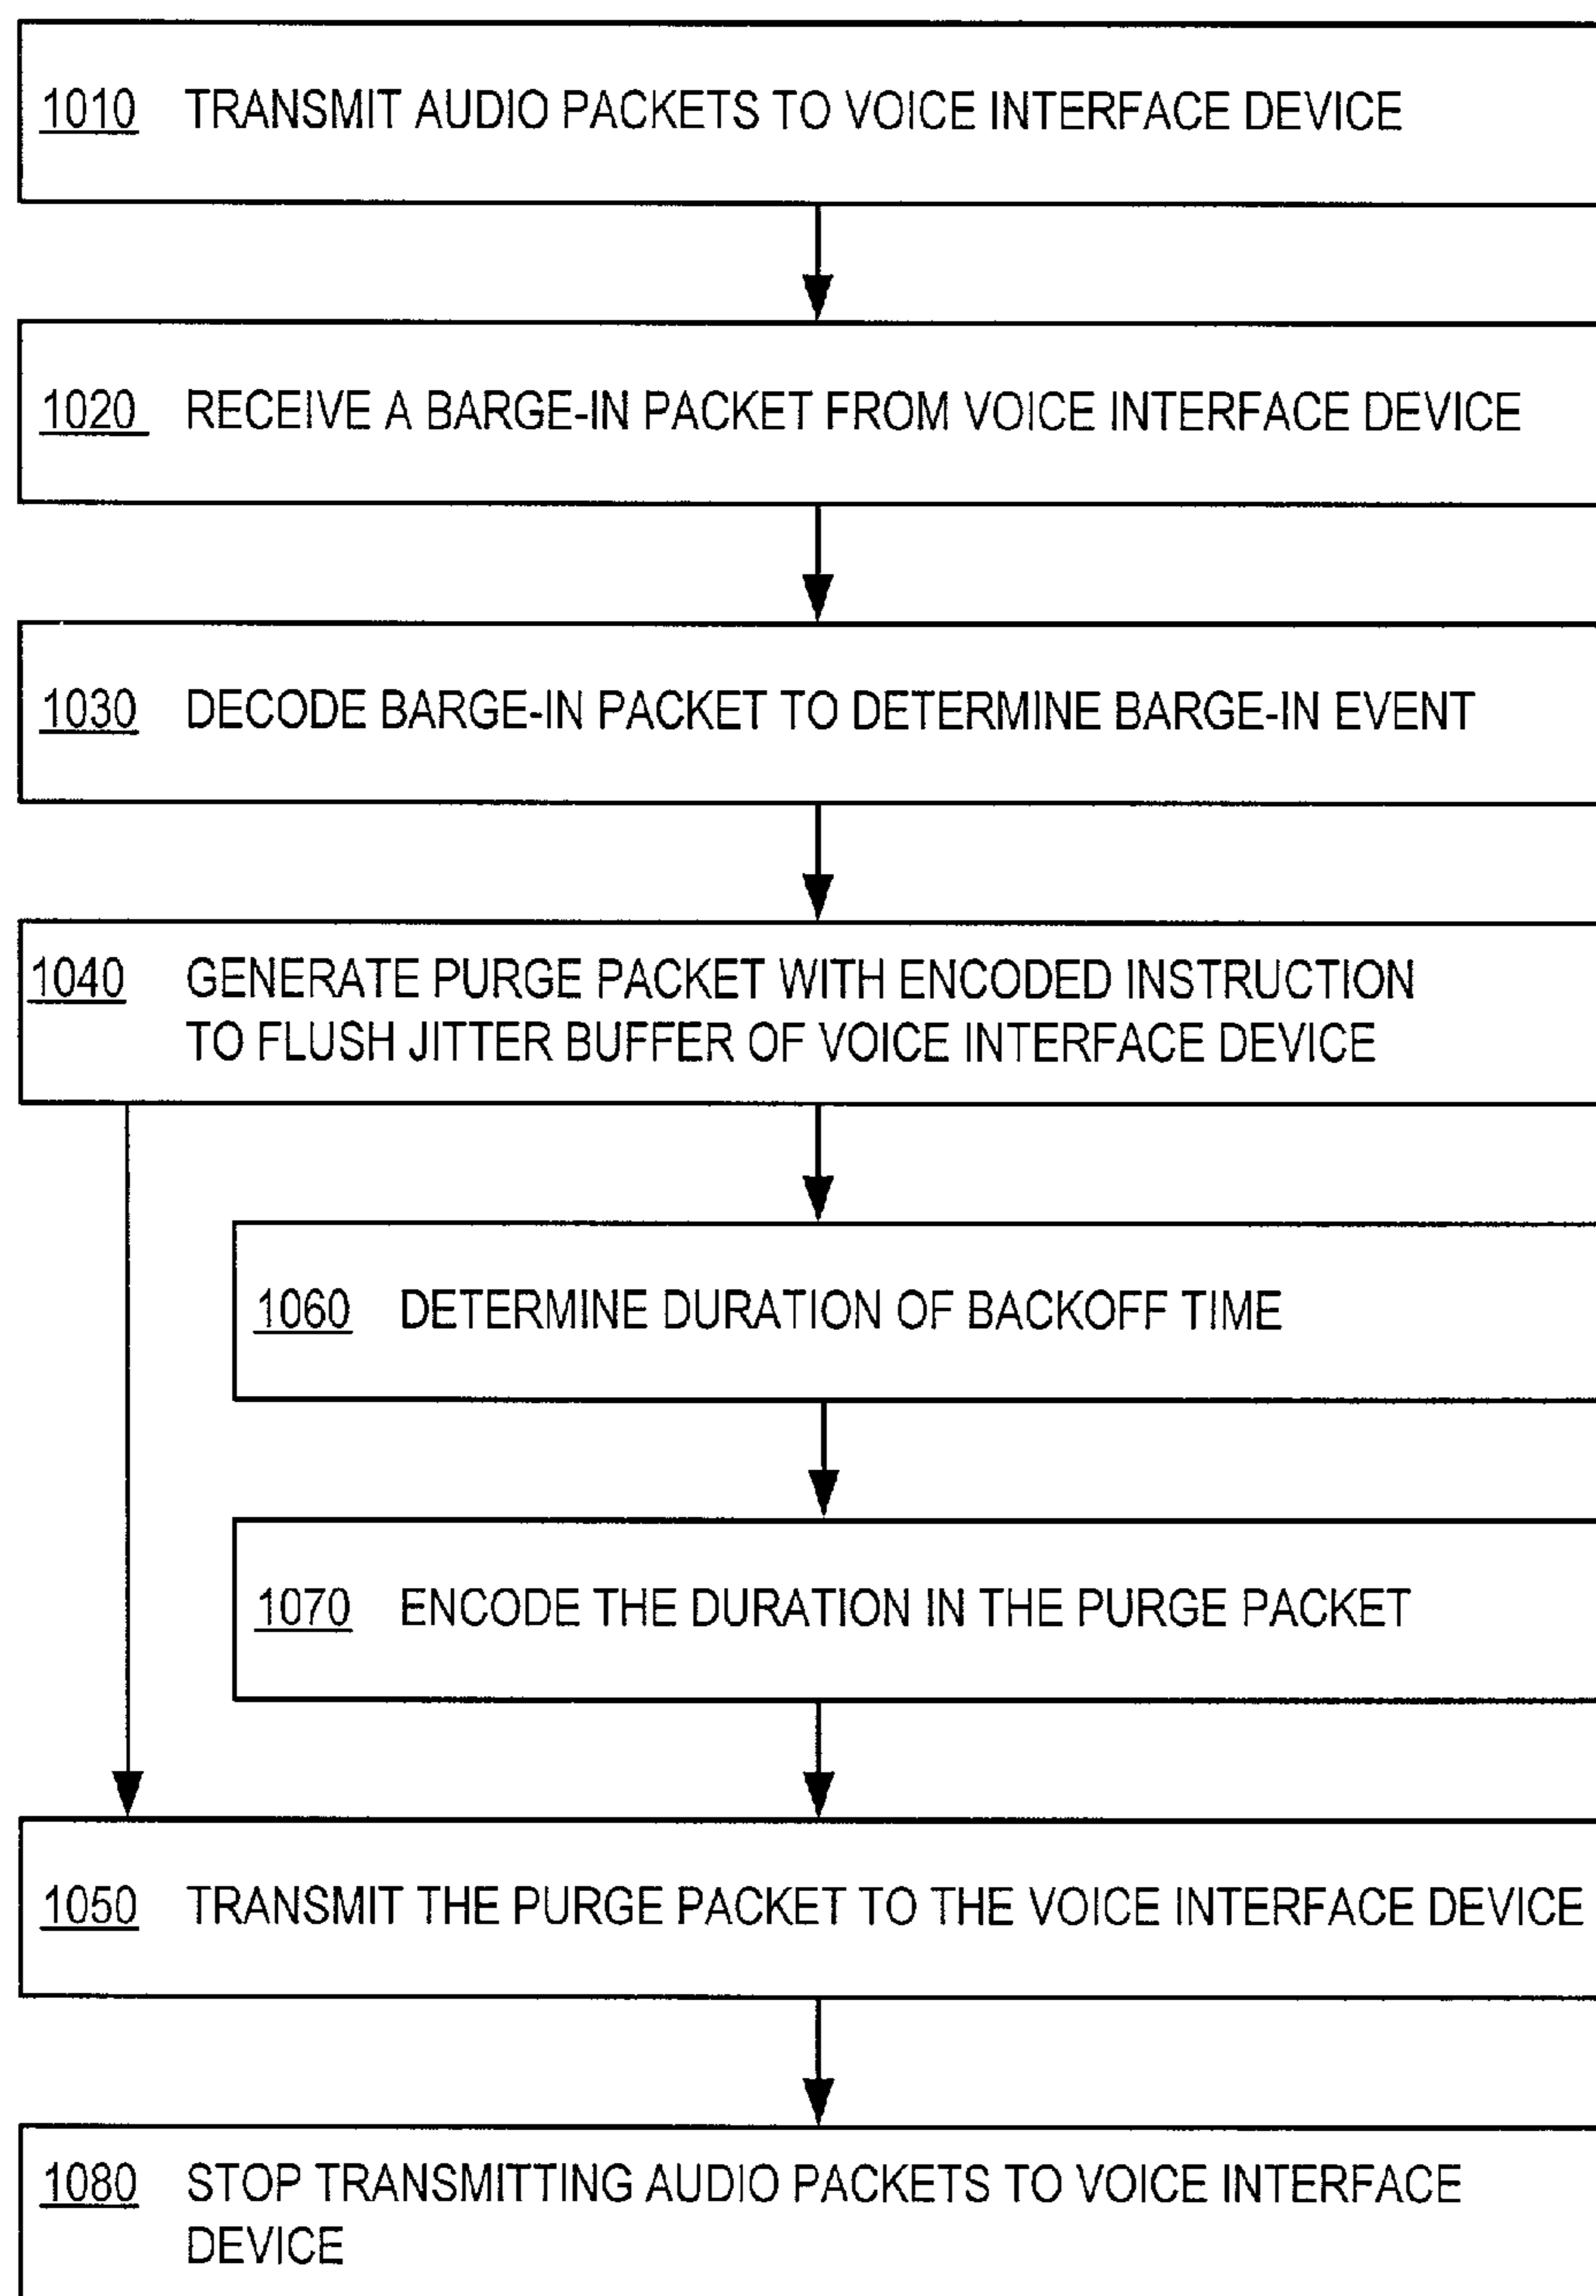 1010 TRANSMIT AUDIO PACKETS TO VOICE INTERFACE DEVICE
1020 RECEIVE A BARGE-IN PACKET FROM VOICE INTERFACE DEVICE
1030 DECODE BARGE-IN PACKET TO DETERMINE BARGE-IN EVENT
1040 GENERATE PURGE PACKET WITH ENCODED INSTRUCTION
TO FLUSH JITTER BUFFER OF VOICE INTERFACE DEVICE
1060 DETERMINE DURATION OF BACKOFF TIME
1070 ENCODE THE DURATION IN THE PURGE PACKET
1050 TRANSMIT THE PURGE PACKET TO THE VOICE INTERFACE DEVICE
1080 STOP TRANSMITTING AUDIO PACKETS TO VOICE INTERFACE
DEVICE